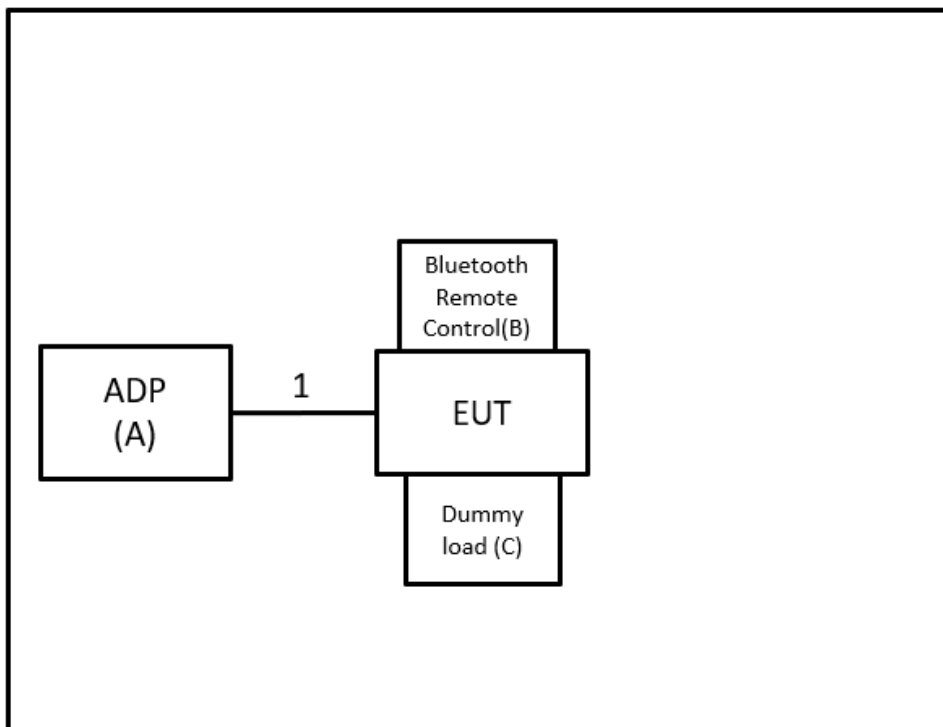 Bluetooth
Remote
Control(B)
ADP
(A)
1
EUT
Dummy
load (C)